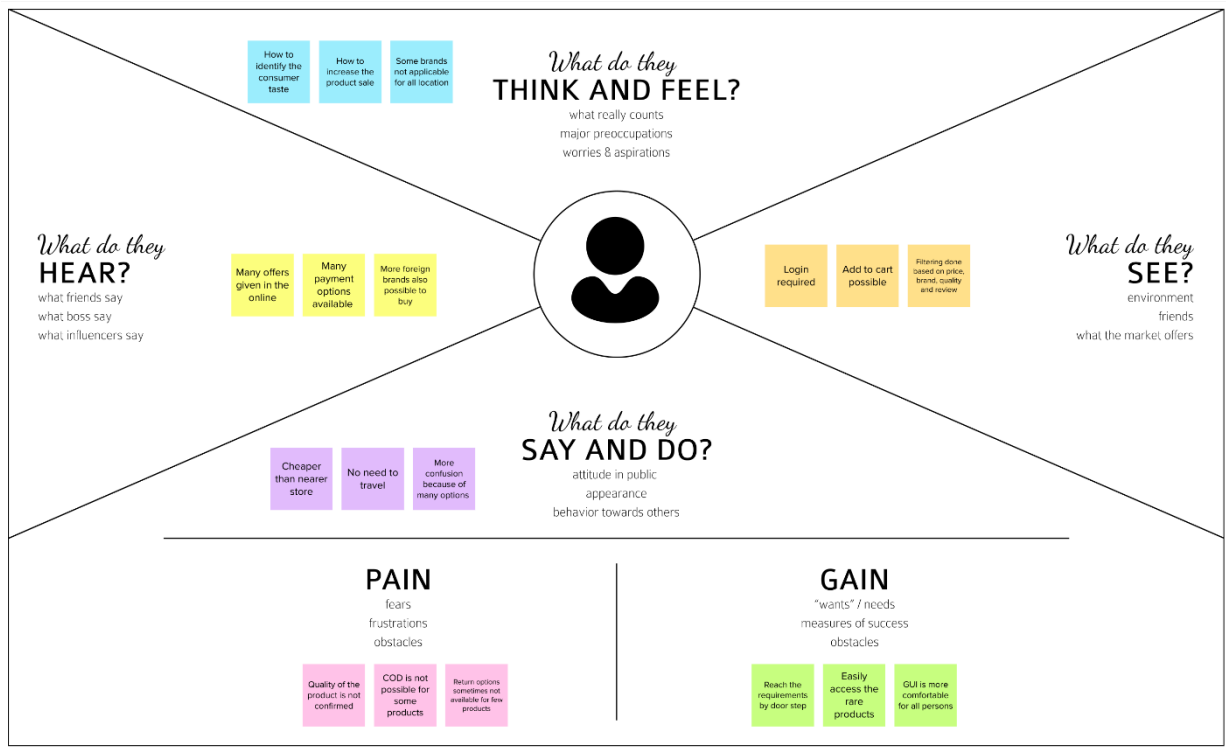 How to
identify the
consumer
taste
How to
increase the
product sale
Some brands
not applicable
for all location
What do they
THINK AND FEEL?
what really counts
major preoccupations
worries & aspirations
What do they
HEAR?
what friends say
what boss say
what influencers say
Many offers
given in the
online
Many
payment
options
available
More foreign
brands also
possible to
buy
Login
required
Add to cart
possible
Filtering done
based on price,
brand, quality
and review
What do they
SEE?
environment
friends
what the market offers
What do they
SAY AND DO?
attitude in public
appearance
behavior towards others
Cheaper
than nearer
store
No need to
travel
More
confusion
because of
many options
PAIN
fears
frustrations
obstacles
Quality of the
product is not
confirmed
COD is not
possible for
some
products
Return options
sometimes not
available for few
products
GAIN
"wants" / needs
measures of success
obstacles
Reach the
requirements
by door step
Easily
access the
rare
products
GUI is more
comfortable
for all persons